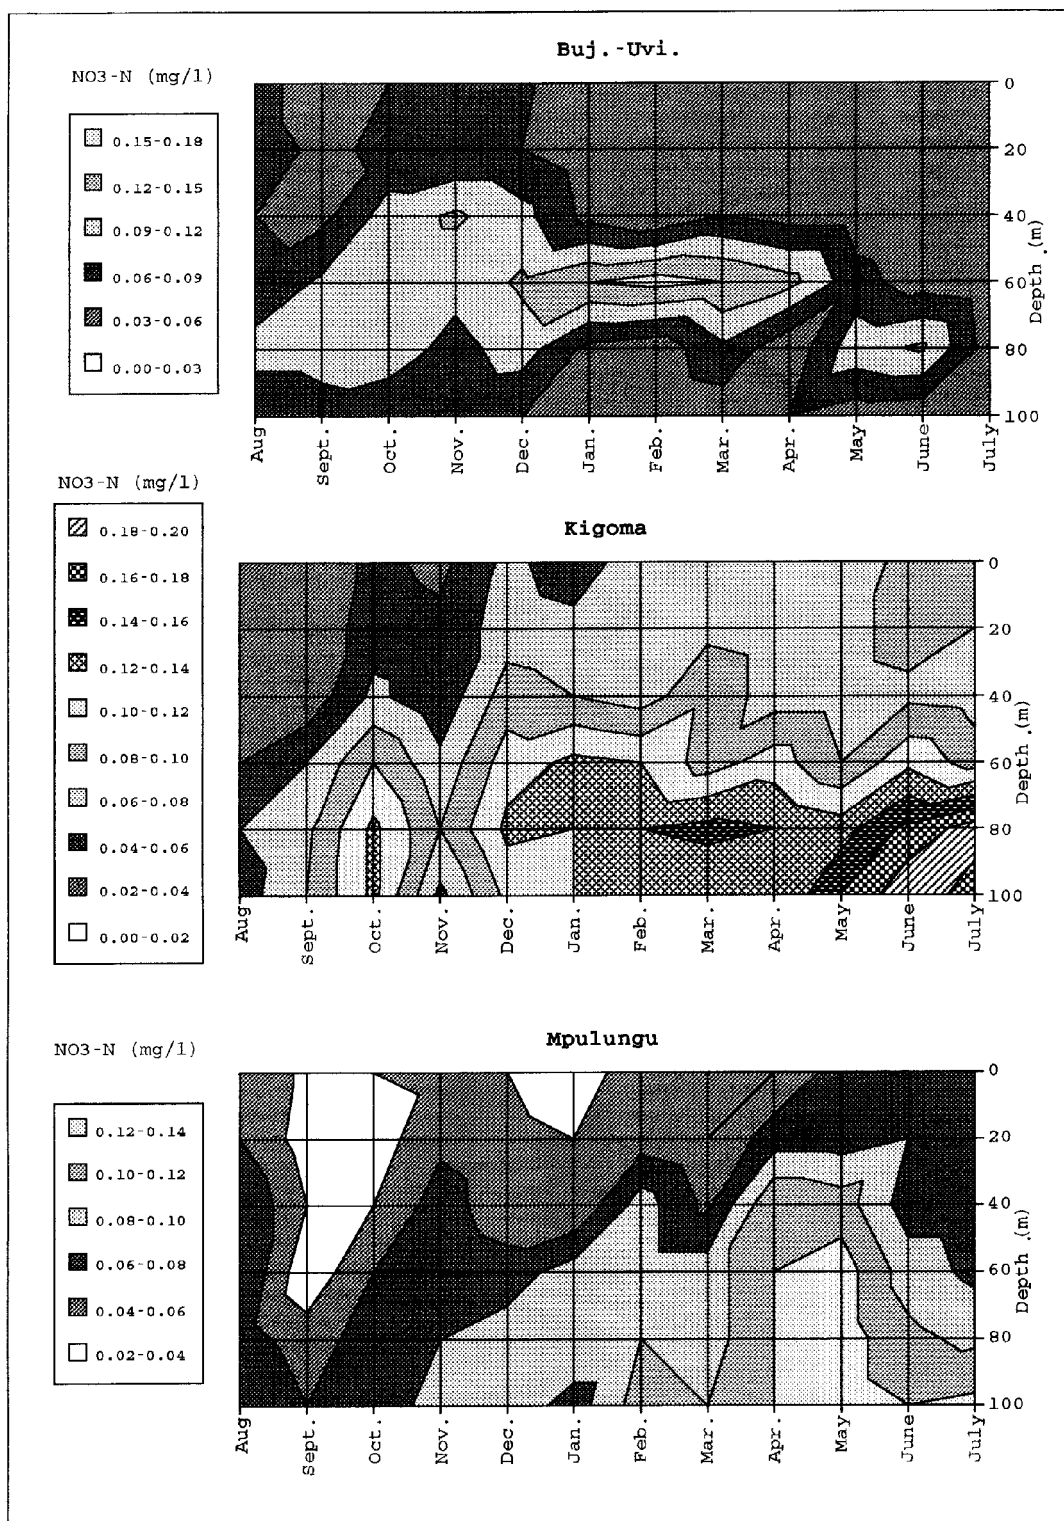 Buj.-Uvi.
NO3-N (mg/l)
0.15-0.18
0.12-0.15
0.09-0.12
0.06-0.09
0.03-0.06
0.00-0.03
0
20
40
60
80
100
Depth (m)
Aug
Sept.
Oct.
Nov.
Dec.
Jan.
Feb.
Mar.
Apr.
May
June
July
NO3-N (mg/l)
Kigoma
0.18-0.20
0.16-0.18
0.14-0.16
0.12-0.14
0.10-0.12
0.08-0.10
0.06-0.08
0.04-0.06
0.02-0.04
0.00-0.02
0
20
40
60
80
100
Depth (m)
Aug
Sept.
Oct.
Nov.
Dec.
Jan.
Feb.
Mar.
Apr.
May
June
July
Mpulungu
NO3-N (mg/l)
0.12-0.14
0.10-0.12
0.08-0.10
0.06-0.08
0.04-0.06
0.02-0.04
0
20
40
60
80
100
Depth (m)
Aug
Sept.
Oct.
Nov.
Dec.
Jan.
Feb.
Mar.
Apr.
May
June
July